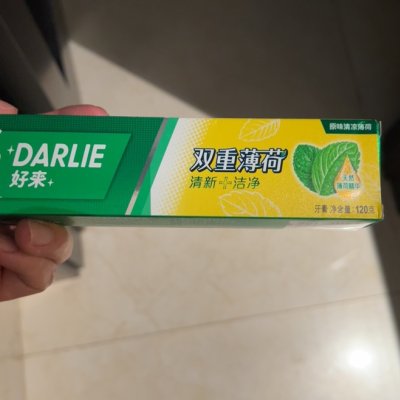 DARLIE
好来
原味清凉薄荷
双重薄荷
清新+洁净
天然
薄荷精华
牙膏 净含量:120克